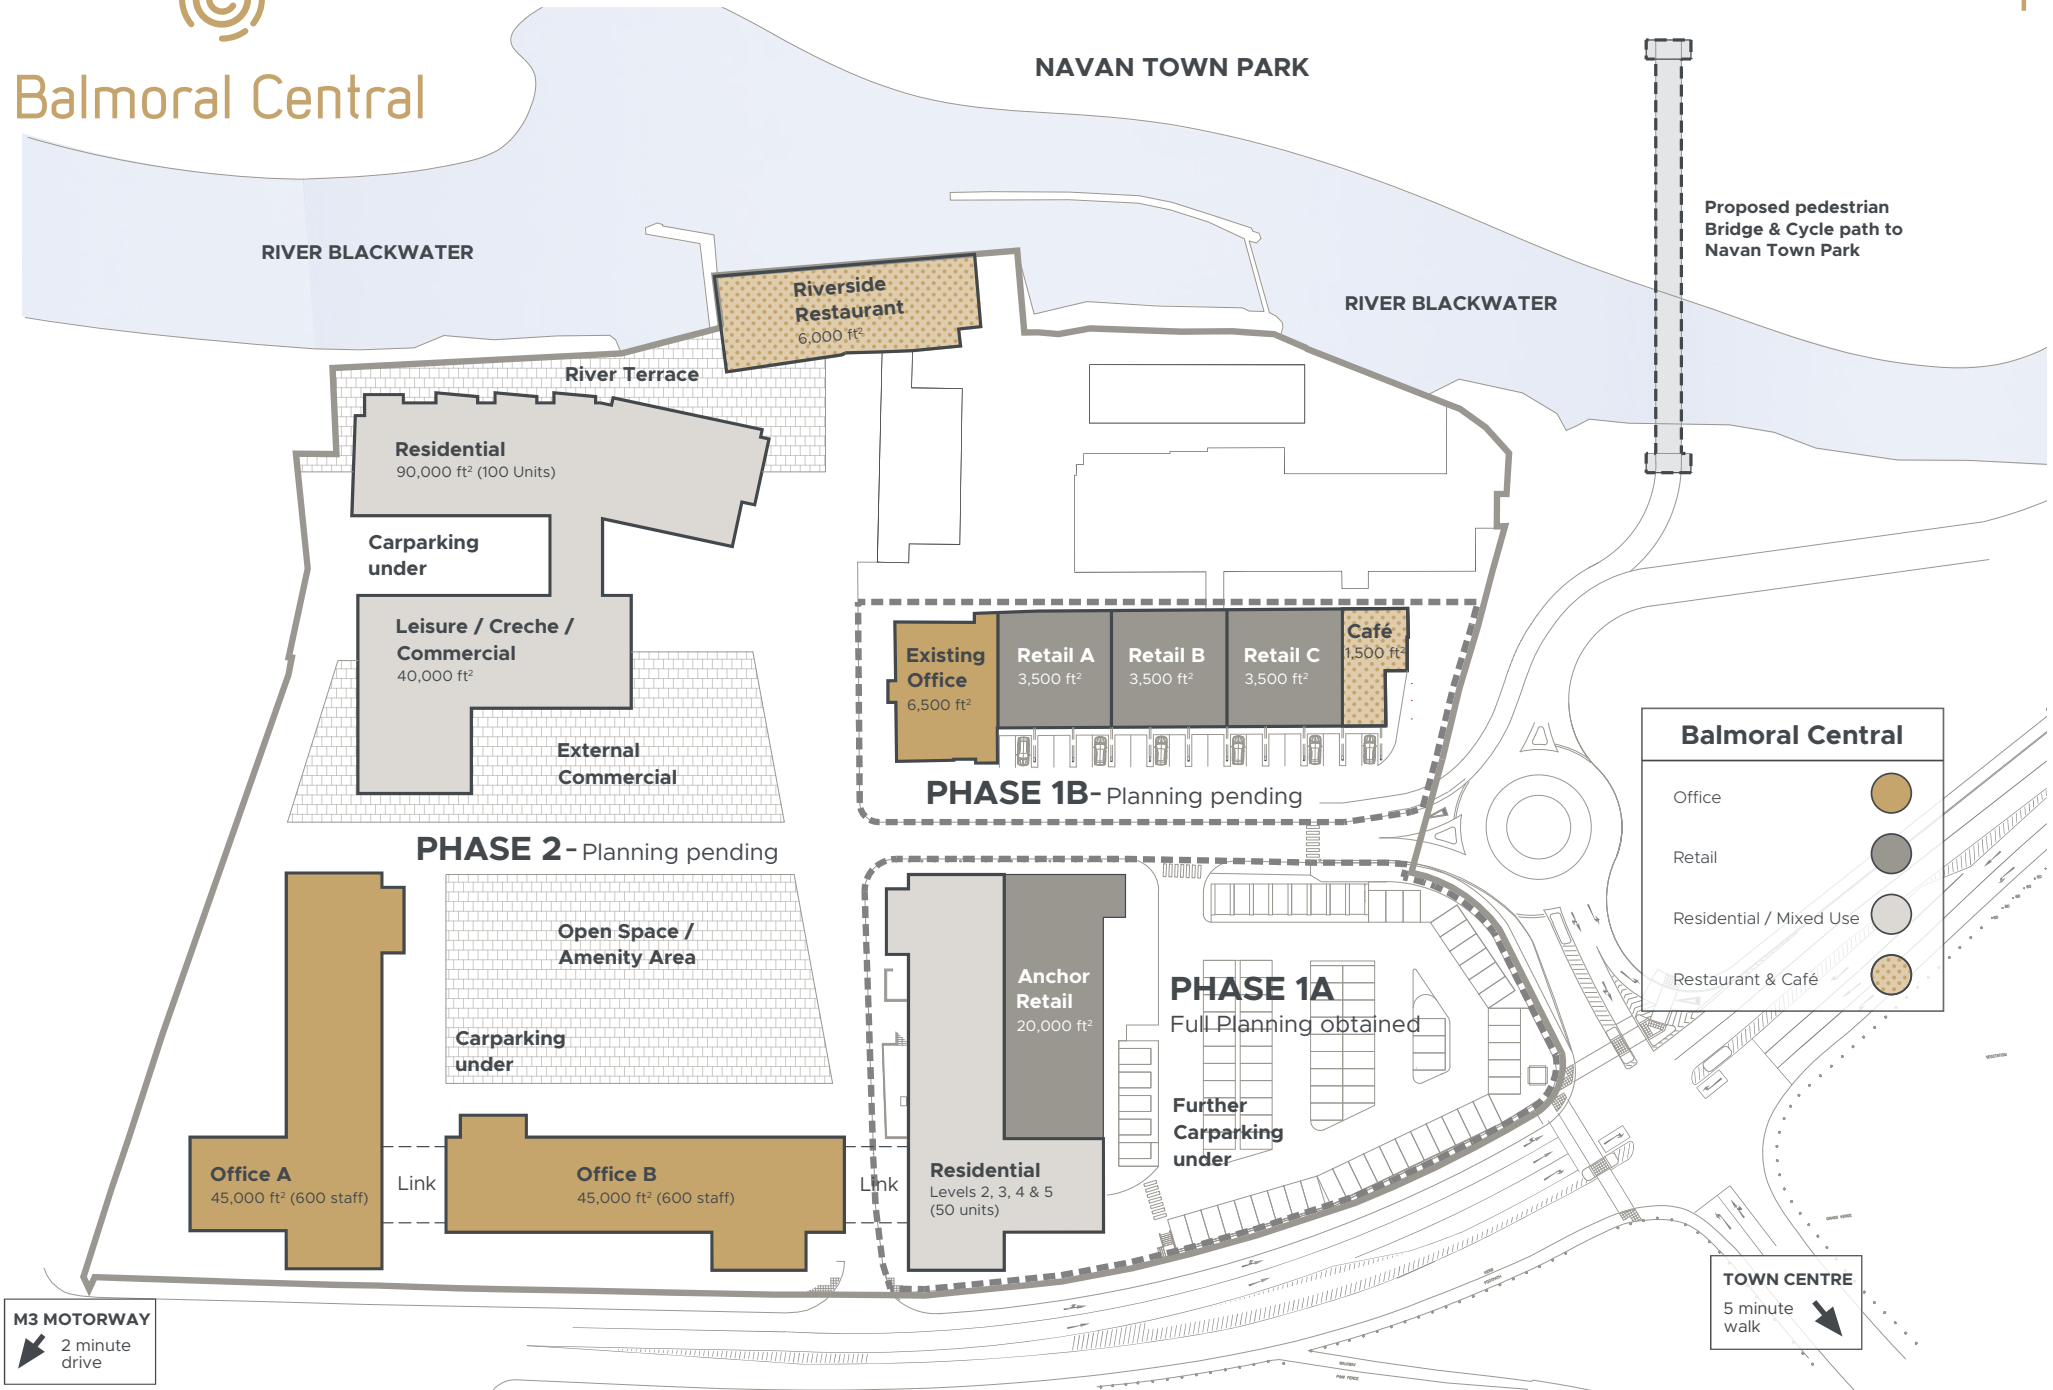 Balmoral Central
NAVAN TOWN PARK
Proposed pedestrian
Bridge & Cycle path to
Navan Town Park
RIVER BLACKWATER
RIVER BLACKWATER
Riverside
Restaurant
6,000 ft²
River Terrace
Residential
90,000 ft² (100 Units)
Carparking
under
Leisure / Creche /
Commercial
40,000 ft²
External
Commercial
Existing
Office
6,500 ft²
Retail A
3,500 ft²
Retail B
3,500 ft²
Retail C
3,500 ft²
Café
1,500 ft²
PHASE 1B- Planning pending
PHASE 2 - Planning pending
Balmoral Central
Office
Retail
Residential / Mixed Use
Restaurant & Café
Open Space /
Amenity Area
Carparking
under
Anchor
Retail
20,000 ft²
PHASE 1A
Full Planning obtained
Further
Carparking
under
Office A
45,000 ft² (600 staff)
Link
Office B
45,000 ft² (600 staff)
Link
Residential
Levels 2, 3, 4 & 5
(50 units)
M3 MOTORWAY
2 minute
drive
TOWN CENTRE
5 minute
walk